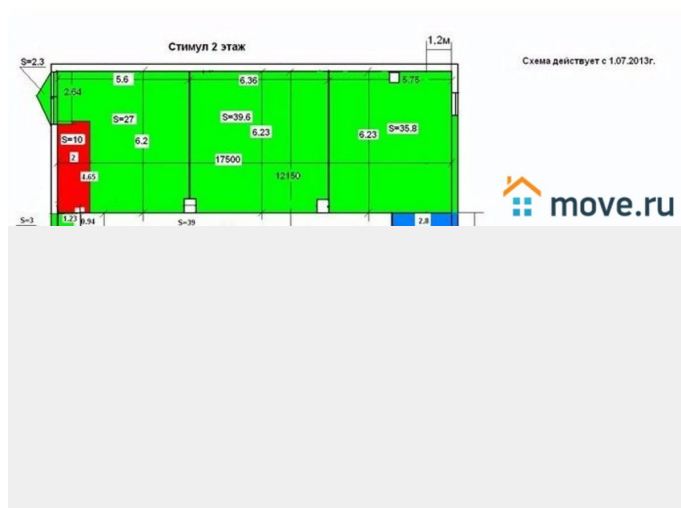 Стимул 2 этаж
1,2м
Схема действует с 1.07.2013г.
S=2.3
5.6
6.36
5.75
2.64
S=27
S=39.6
6.23
6.23
S=35.8
S=10
6.2
2
17500
4.65
12150
move.ru
S=3
1.23
0.94
S=39
2.8